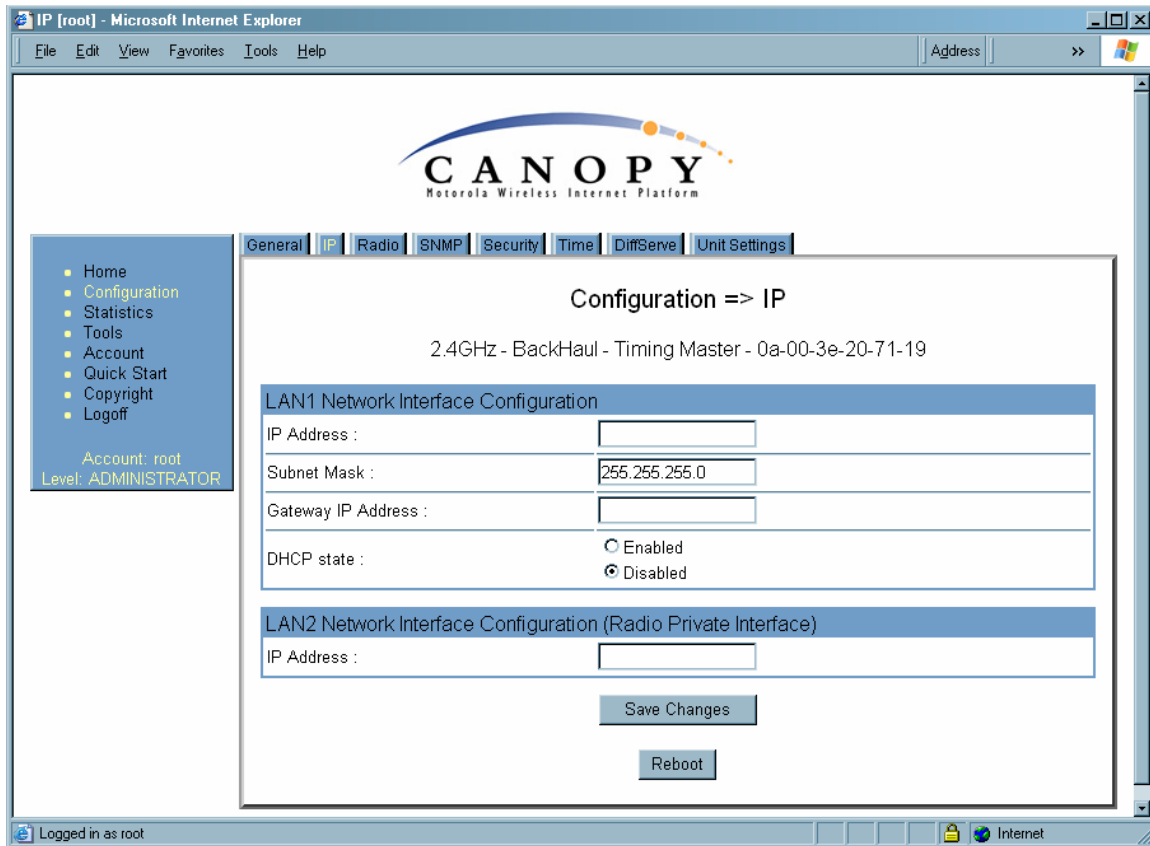 IP [root] - Microsoft Internet Explorer
File Edit View Favorites Tools Help Address »
CANOPY
Motorola Wireless Internet Platform
General IP Radio SNMP Security Time DiffServe Unit Settings
Home
Configuration
Statistics
Tools
Account
Quick Start
Copyright
Logoff
Account: root
Level: ADMINISTRATOR
Configuration => IP
2.4GHz - BackHaul - Timing Master - 0a-00-3e-20-71-19
LAN1 Network Interface Configuration
IP Address :
Subnet Mask : 255.255.255.0
Gateway IP Address :
DHCP state : Enabled
Disabled
LAN2 Network Interface Configuration (Radio Private Interface)
IP Address :
Save Changes
Reboot
Logged in as root Internet